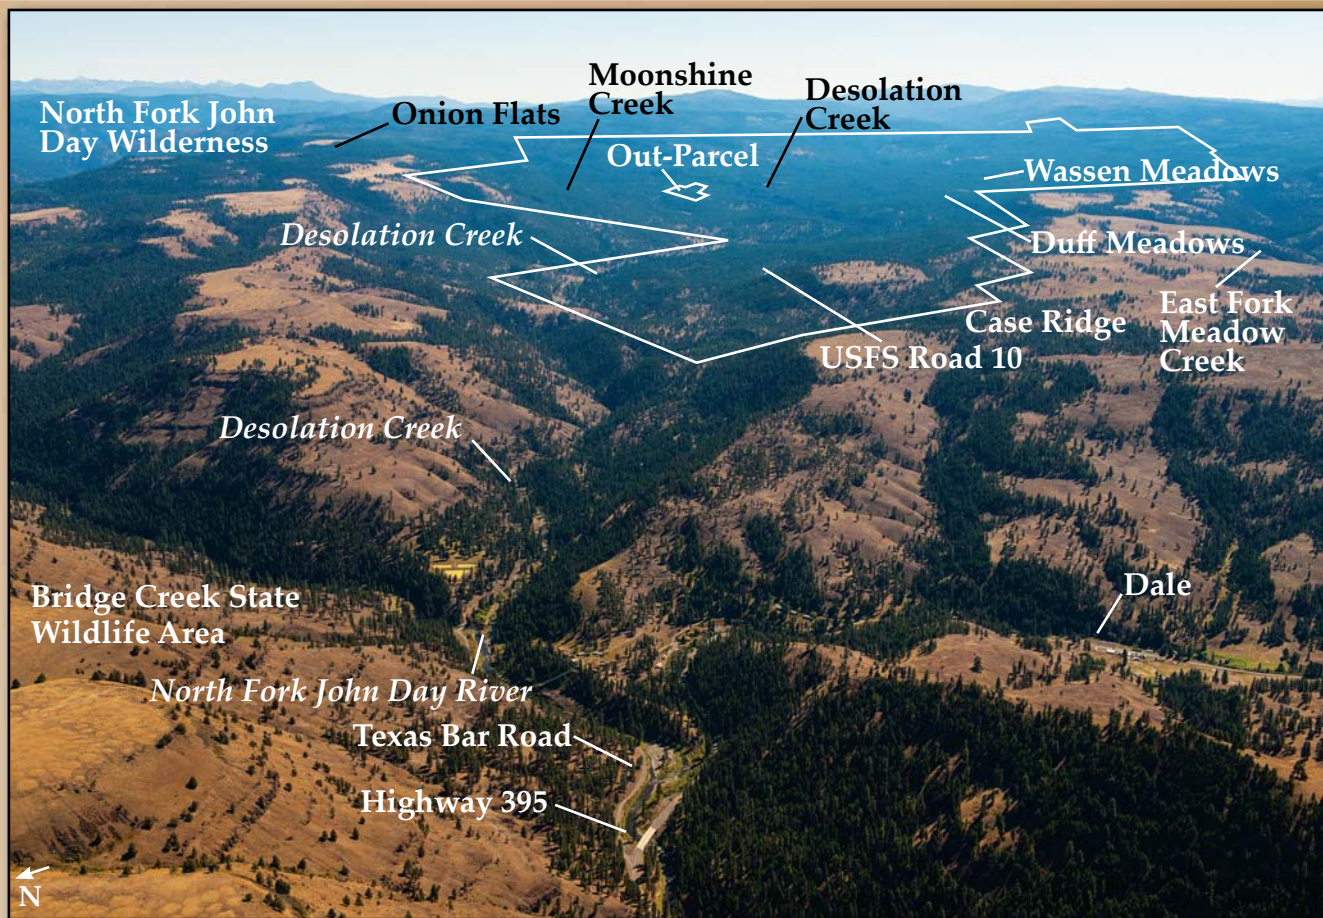 Moonshine
Creek
Desolation
Creek
North Fork John
Day Wilderness
Onion Flats
Out-Parcel
Wassen Meadows
Desolation Creek
Duff Meadows
East Fork
Meadow
Creek
Case Ridge
USFS Road 10
Desolation Creek
Dale
Bridge Creek State
Wildlife Area
North Fork John Day River
Texas Bar Road
Highway 395
N